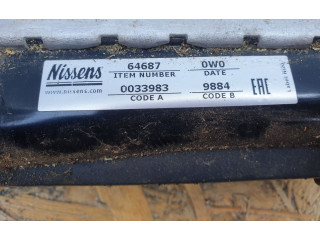 Nissens
www.nissens.com
64687 0W0
ITEM NUMBER DATE
0033983 9884
CODE A CODE B
EAC